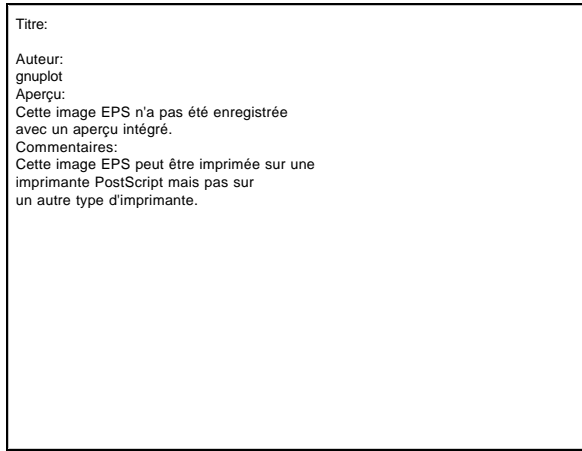 Titre:
Auteur:
gnuplot
Aperçu:
Cette image EPS n'a pas été enregistrée
avec un aperçu intégré.
Commentaires:
Cette image EPS peut être imprimée sur une
imprimante PostScript mais pas sur
un autre type d'imprimante.